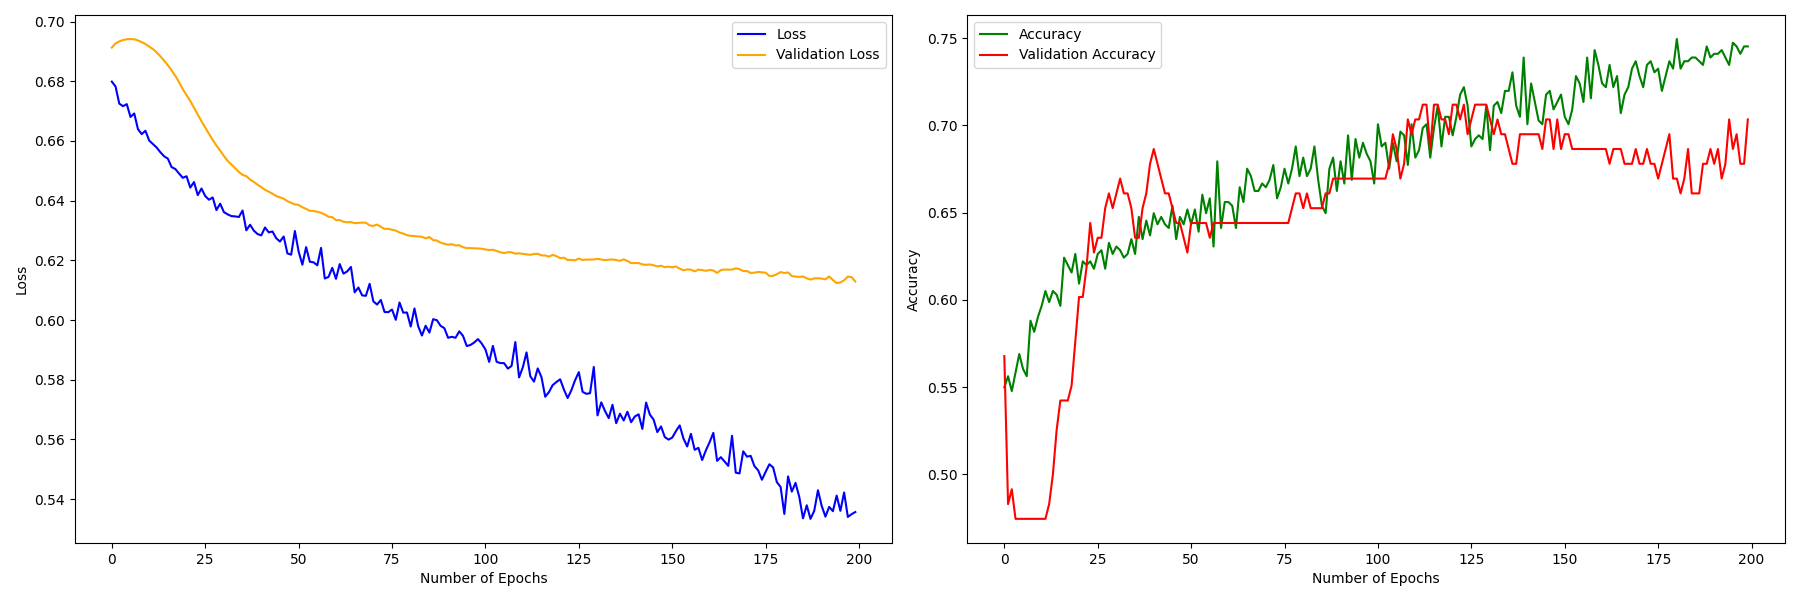 0.70
0.68
0.66
0.64
0.62
0.60
0.58
0.56
0.54
Loss
Loss
Validation Loss
0 25 50 75 100 125 150 175 200
Number of Epochs
0.75
0.70
0.65
0.60
0.55
0.50
Accuracy
Accuracy
Validation Accuracy
0 25 50 75 100 125 150 175 200
Number of Epochs